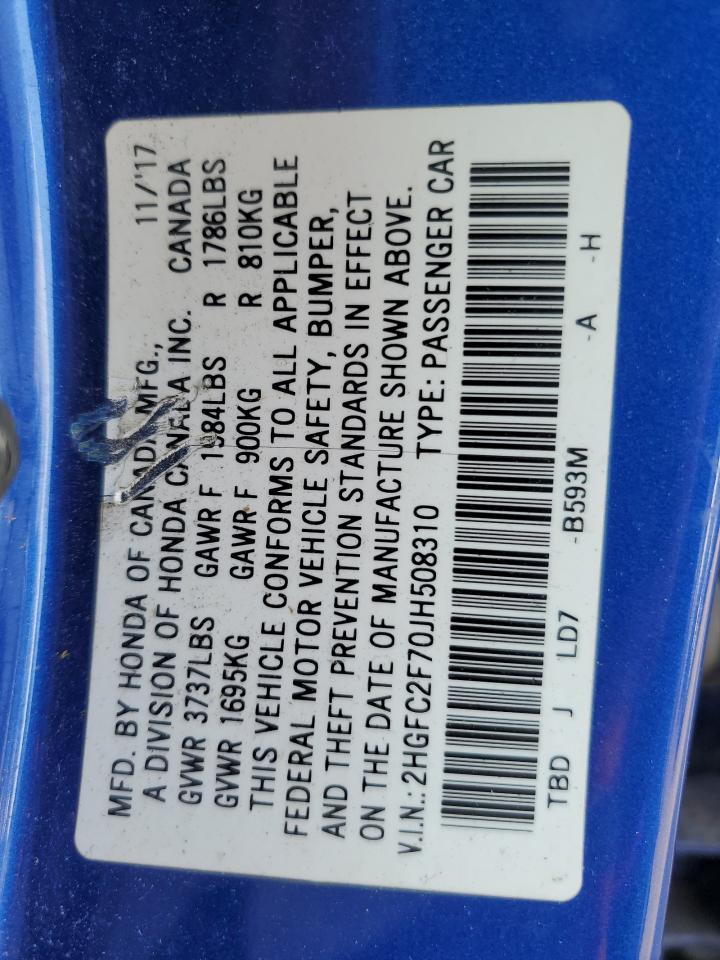 MFD. BY HONDA OF CANADA MFG., 11/'17
A DIVISION OF HONDA CANADA INC. CANADA
GVWR 3737LBS GAWR F 1984LBS R 1786LBS
GVWR 1695KG GAWR F 900KG R 810KG
THIS VEHICLE CONFORMS TO ALL APPLICABLE
FEDERAL MOTOR VEHICLE SAFETY, BUMPER,
AND THEFT PREVENTION STANDARDS IN EFFECT
ON THE DATE OF MANUFACTURE SHOWN ABOVE.
V.I.N.: 2HGFC2F70JH508310 TYPE: PASSENGER CAR
TBD J LD7 -B593M -A -H